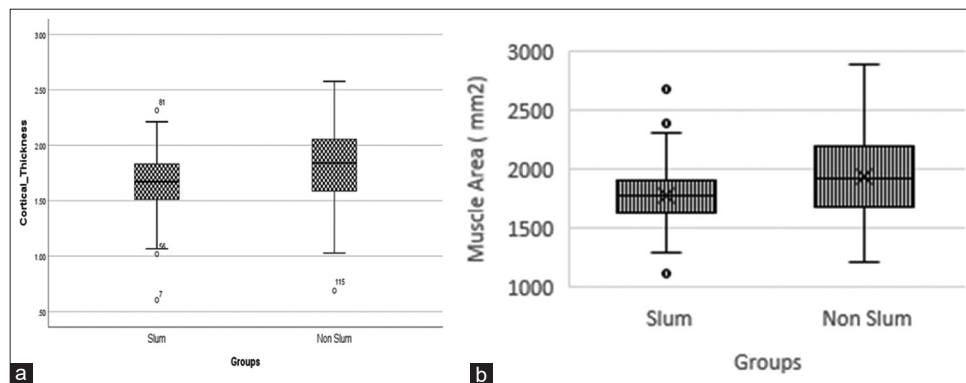 3.00
2.50
2.00
1.50
1.00
.50
Cortical_Thickness
81
56
7
115
Slum
Non Slum
Groups
a
3000
2500
2000
1500
1000
Muscle Area ( mm2)
Slum
Non Slum
Groups
b